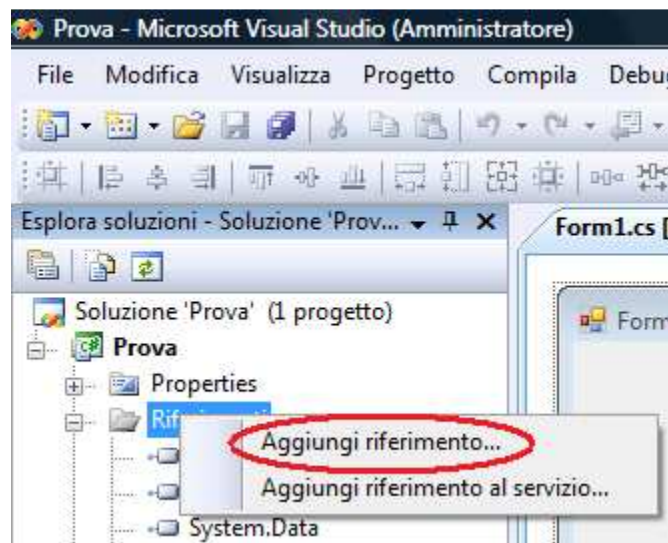 Prova - Microsoft Visual Studio (Amministratore)
File Modifica Visualizza Progetto Compila
Esplora soluzioni - Soluzione 'Prov...
Form1.cs [
Soluzione 'Prova' (1 progetto)
Prova
Properties
Aggiungi riferimento...
Aggiungi riferimento al servizio...
System.Data